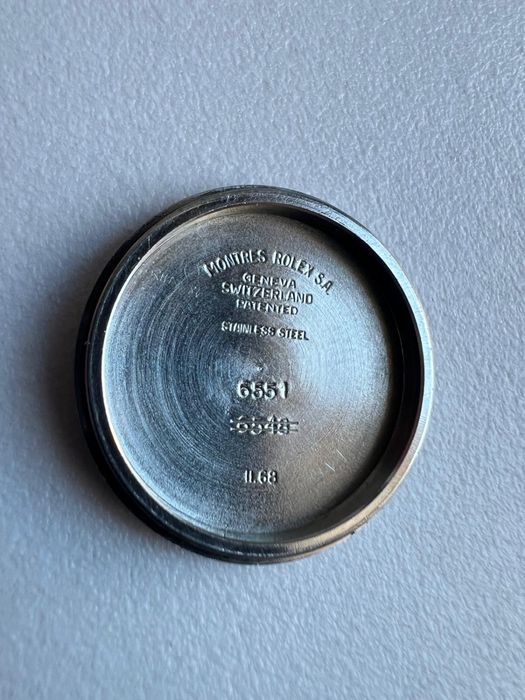 MONTRES ROLEX S.A.
GENEVA
SWITZERLAND
PATENTED
STAINLESS STEEL
6551
6548
II.68